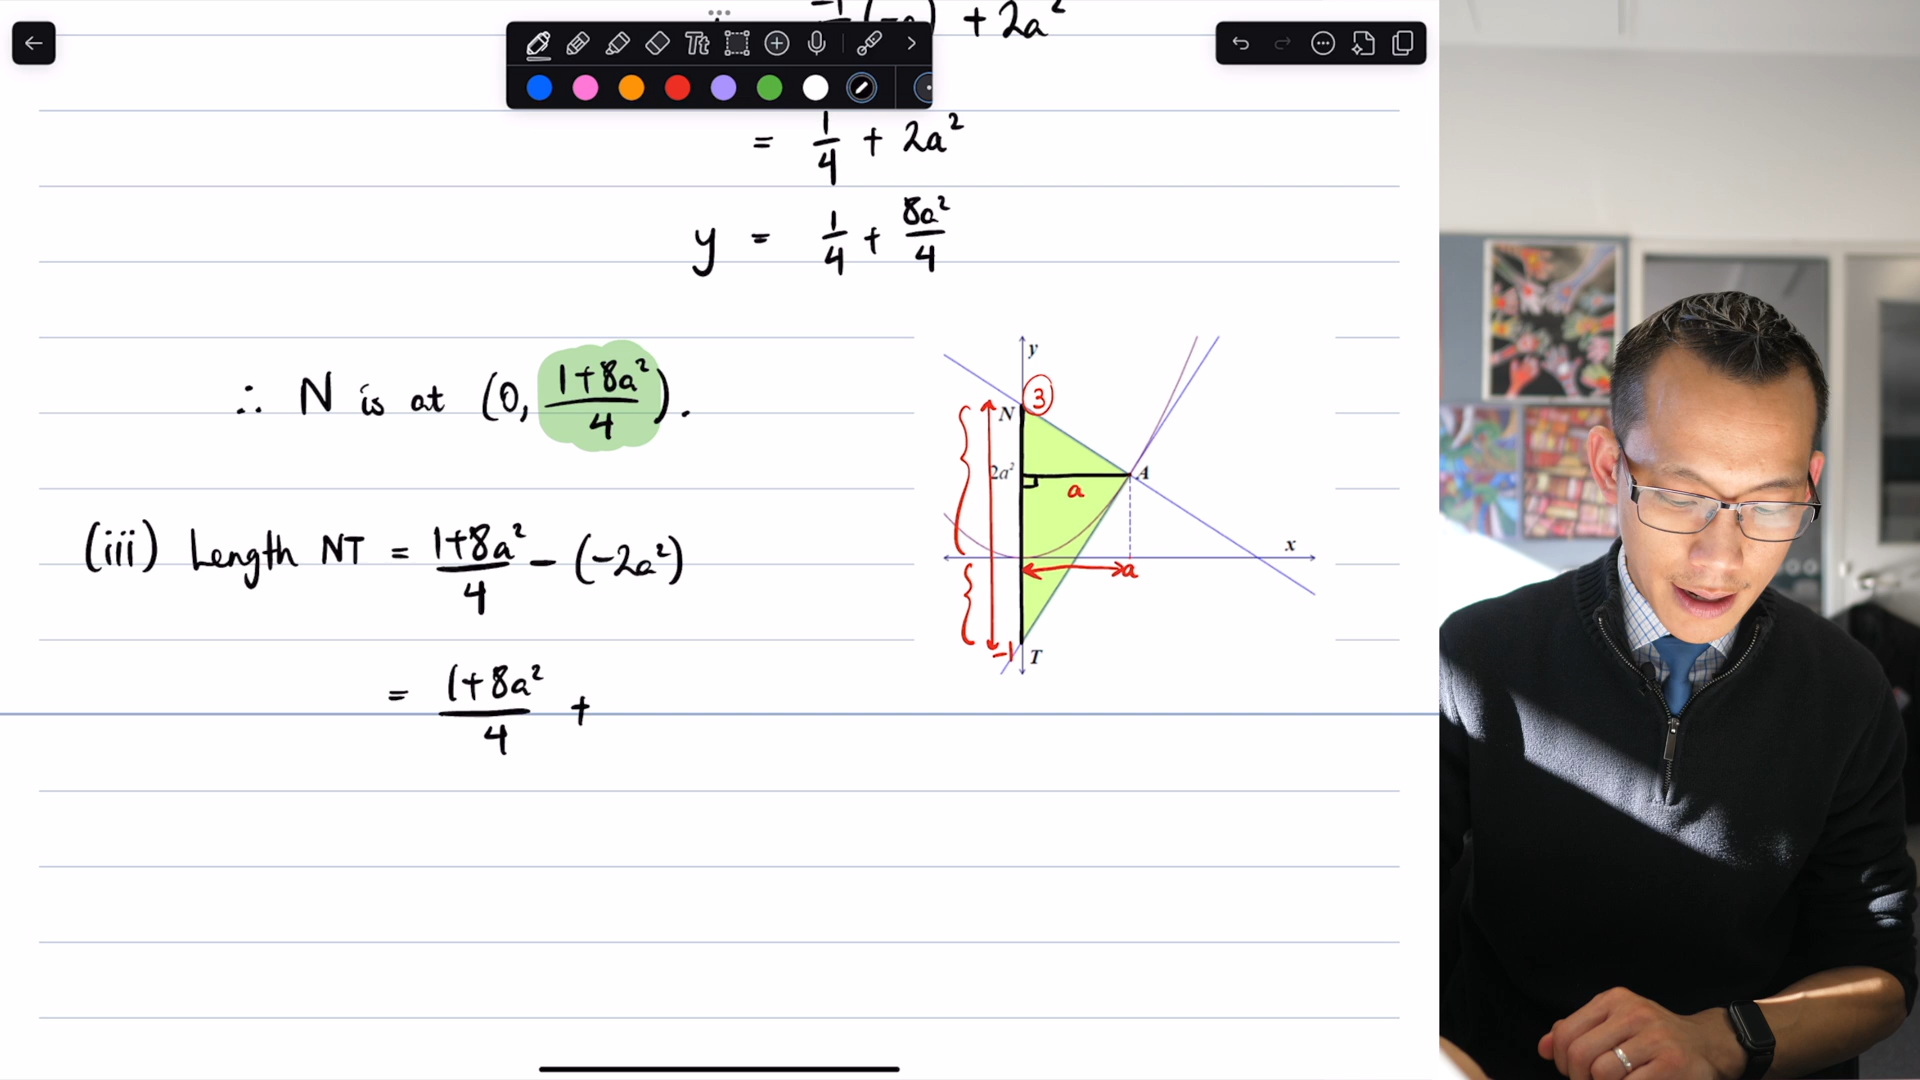 + 2a²
Tt
= 1/4 + 2a²
y = 1/4 + 8a²/4
∴ N is at (0, (1+8a²)/4).
(iii) Length NT = (1+8a²)/4 − (−2a²)
= (1+8a²)/4 +
y
3
N
2a²
A
a
x
a
−1
T